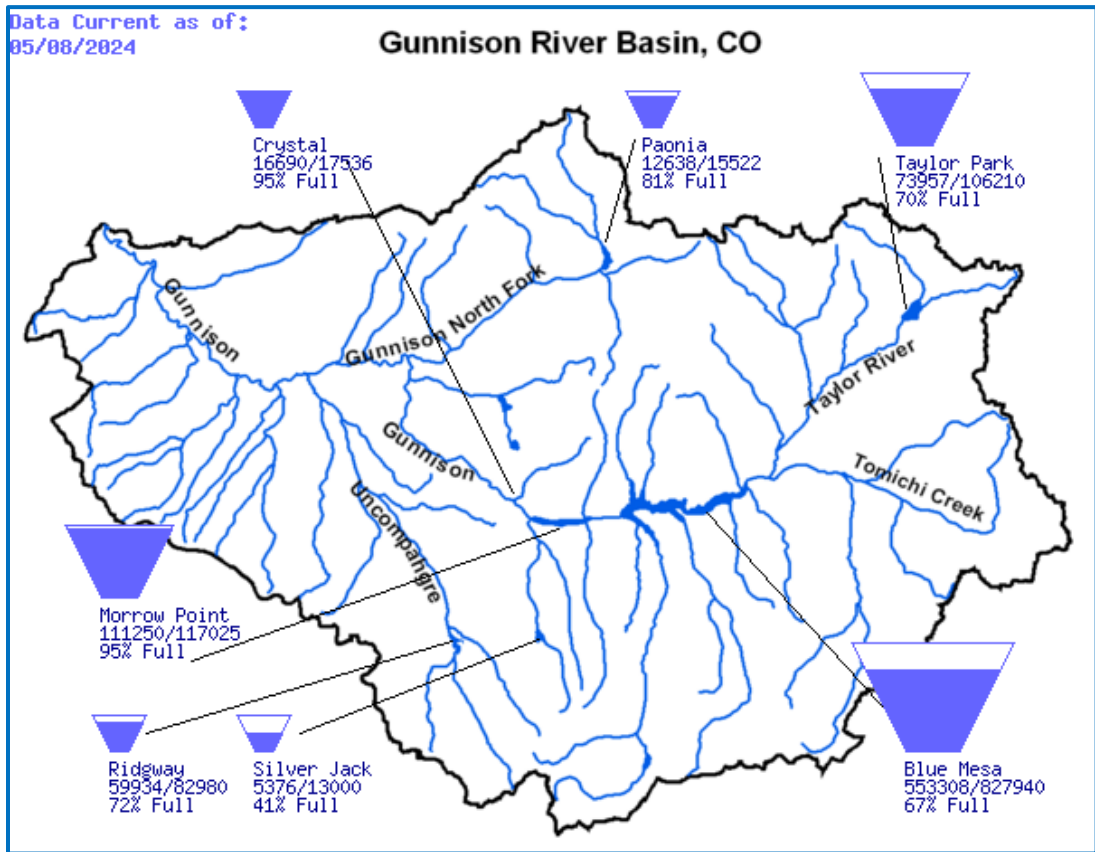 Data Current as of:
05/08/2024
Gunnison River Basin, CO
Crystal
16690/17536
95% Full
Paonia
12638/15522
81% Full
Taylor Park
73957/106210
70% Full
Gunnison
Gunnison North Fork
Taylor River
Gunnison
Tomichi Creek
Uncompahgre
Morrow Point
111250/117025
95% Full
Ridgway
59934/82980
72% Full
Silver Jack
5376/13000
41% Full
Blue Mesa
553308/827940
67% Full